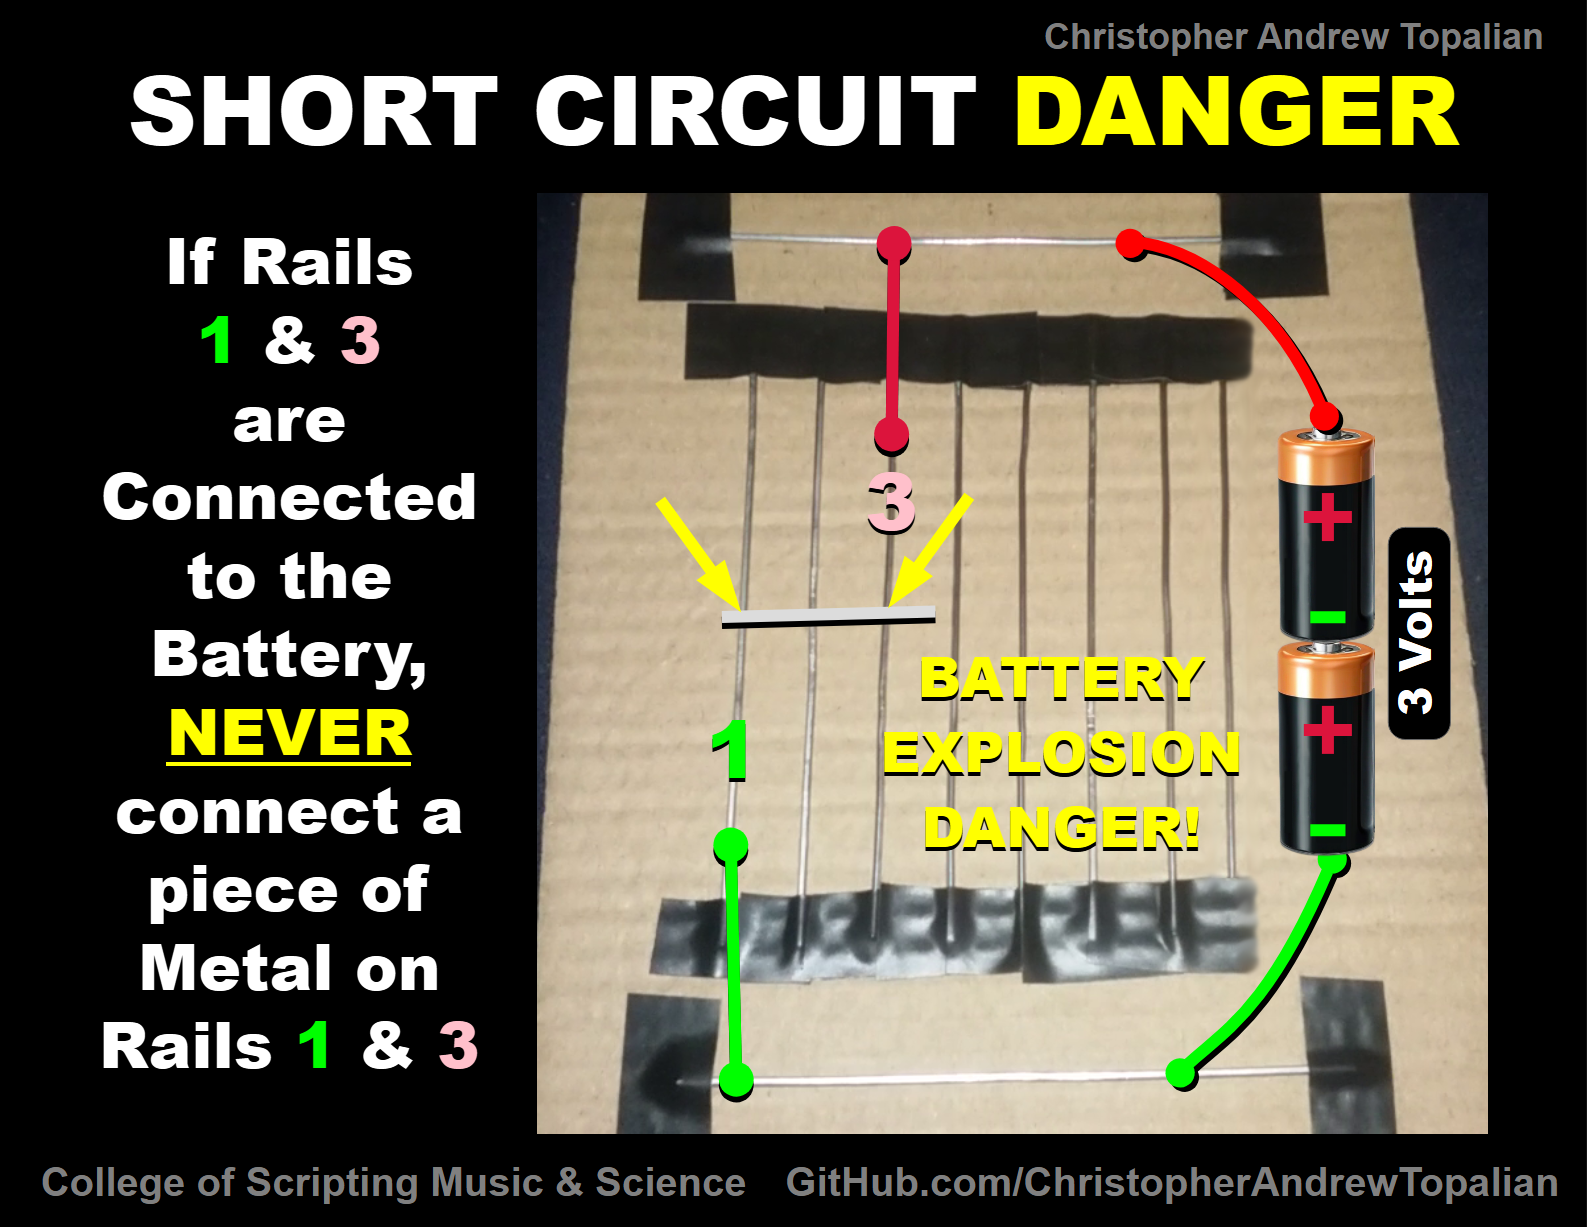 Christopher Andrew Topalian
SHORT CIRCUIT DANGER
If Rails
1 & 3
are
Connected
to the
Battery,
NEVER
connect a
piece of
Metal on
Rails 1 & 3
3
1
BATTERY
EXPLOSION
DANGER!
+
-
+
-
3 Volts
College of Scripting Music & Science
GitHub.com/ChristopherAndrewTopalian